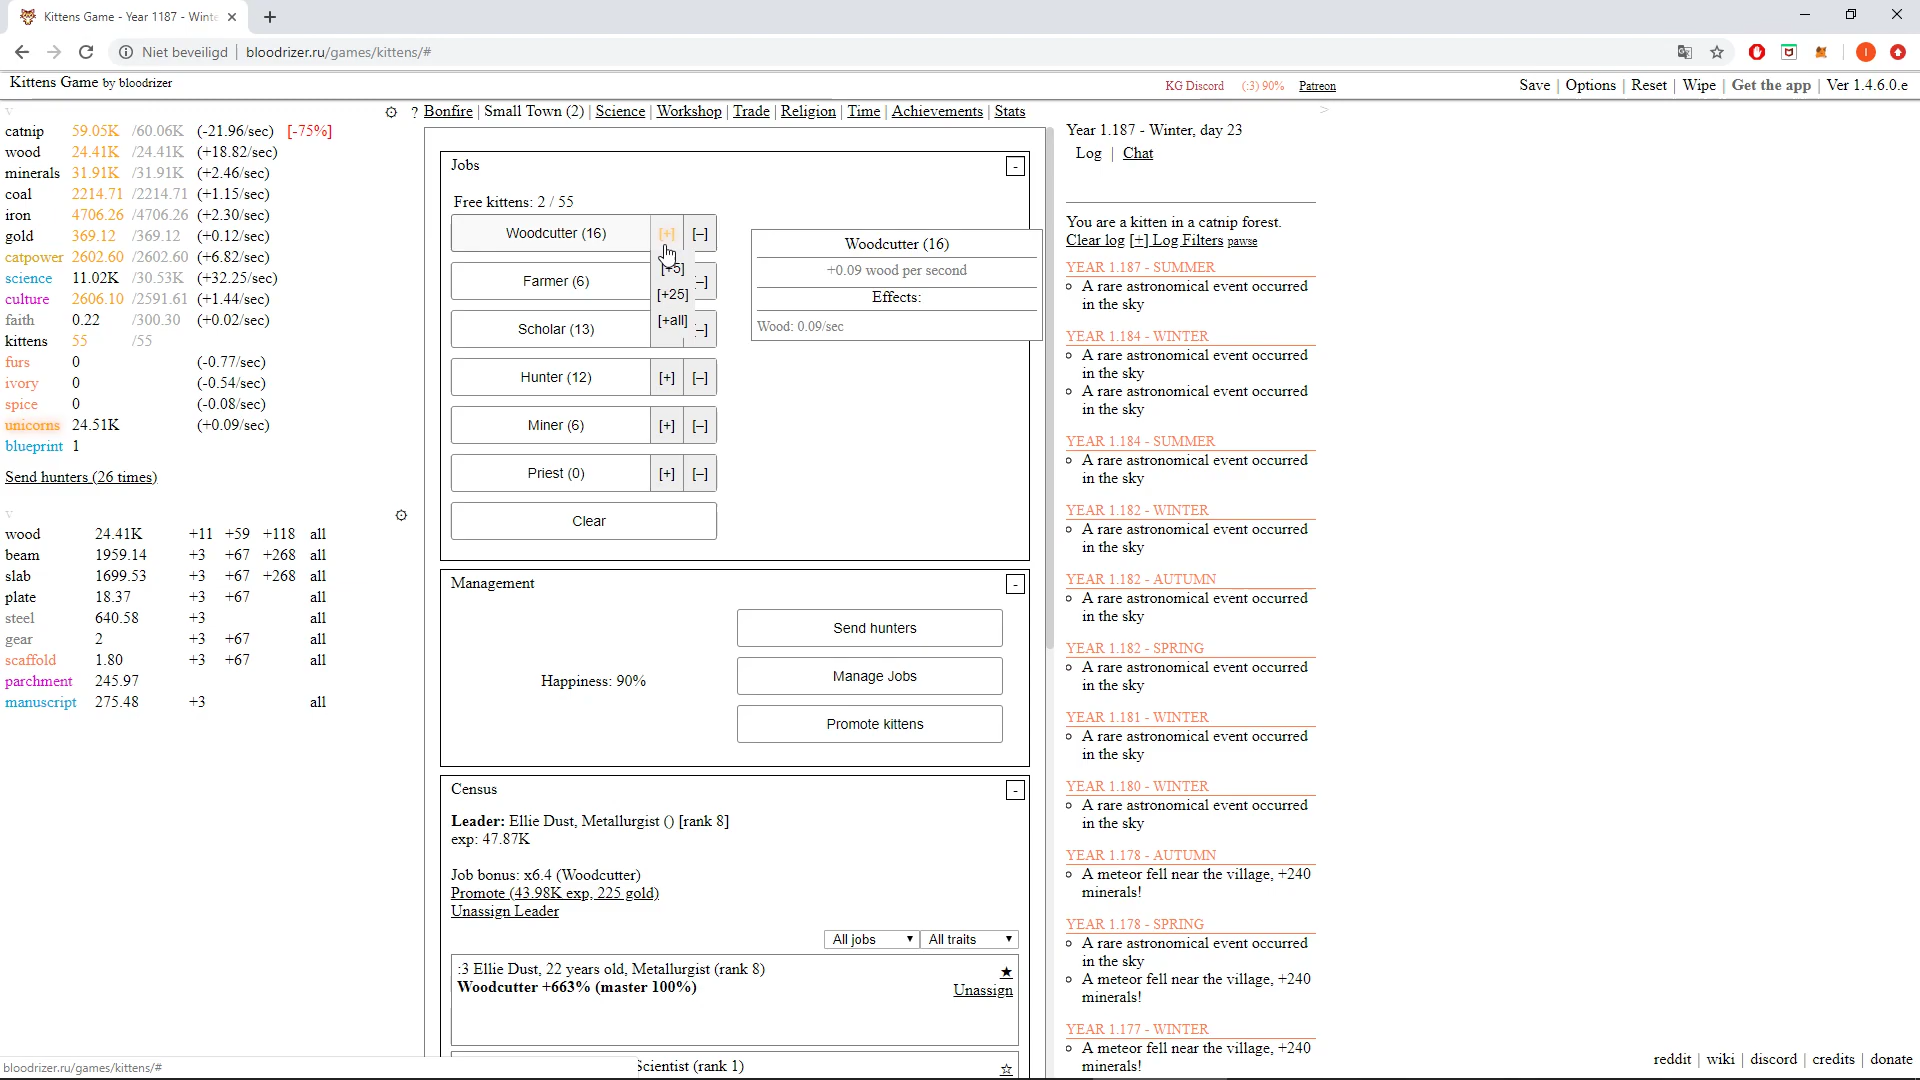 Kittens Game - Year 1187 - Winte
Niet beveiligd | bloodrizer.ru/games/kittens/#
Kittens Game by bloodrizer
KG Discord (:3) 90% Patreon
Save | Options | Reset | Wipe | Get the app | Ver 1.4.6.0.e
v
catnip 59.05K /60.06K (-21.96/sec) [-75%]
wood 24.41K /24.41K (+18.82/sec)
minerals 31.91K /31.91K (+2.46/sec)
coal 2214.71 /2214.71 (+1.15/sec)
iron 4706.26 /4706.26 (+2.30/sec)
gold 369.12 /369.12 (+0.12/sec)
catpower 2602.60 /2602.60 (+6.82/sec)
science 11.02K /30.53K (+32.25/sec)
culture 2606.10 /2591.61 (+1.44/sec)
faith 0.22 /300.30 (+0.02/sec)
kittens 55 /55
furs 0 (-0.77/sec)
ivory 0 (-0.54/sec)
spice 0 (-0.08/sec)
unicorns 24.51K (+0.09/sec)
blueprint 1
Send hunters (26 times)
v
wood 24.41K +11 +59 +118 all
beam 1959.14 +3 +67 +268 all
slab 1699.53 +3 +67 +268 all
plate 18.37 +3 +67 all
steel 640.58 +3 all
gear 2 +3 +67 all
scaffold 1.80 +3 +67 all
parchment 245.97
manuscript 275.48 +3 all
bloodrizer.ru/games/kittens/#
? Bonfire | Small Town (2) | Science | Workshop | Trade | Religion | Time | Achievements | Stats
Jobs
[-]
Free kittens: 2 / 55
Woodcutter (16) [+] [–]
[+5]
Farmer (6) [–]
[+25]
[+all]
Scholar (13) [–]
Hunter (12) [+] [–]
Miner (6) [+] [–]
Priest (0) [+] [–]
Clear
Woodcutter (16)
+0.09 wood per second
Effects:
Wood: 0.09/sec
Management
-
Send hunters
Happiness: 90%
Manage Jobs
Promote kittens
Census
-
Leader: Ellie Dust, Metallurgist () [rank 8]
exp: 47.87K
Job bonus: x6.4 (Woodcutter)
Promote (43.98K exp, 225 gold)
Unassign Leader
All jobs ▼ All traits ▼
:3 Ellie Dust, 22 years old, Metallurgist (rank 8) ★
Woodcutter +663% (master 100%)
Unassign
Scientist (rank 1) ☆
>
Year 1.187 - Winter, day 23
Log | Chat
You are a kitten in a catnip forest.
Clear log [+] Log Filters pawse
YEAR 1.187 - SUMMER
A rare astronomical event occurred
in the sky
YEAR 1.184 - WINTER
A rare astronomical event occurred
in the sky
A rare astronomical event occurred
in the sky
YEAR 1.184 - SUMMER
A rare astronomical event occurred
in the sky
YEAR 1.182 - WINTER
A rare astronomical event occurred
in the sky
YEAR 1.182 - AUTUMN
A rare astronomical event occurred
in the sky
YEAR 1.182 - SPRING
A rare astronomical event occurred
in the sky
YEAR 1.181 - WINTER
A rare astronomical event occurred
in the sky
YEAR 1.180 - WINTER
A rare astronomical event occurred
in the sky
YEAR 1.178 - AUTUMN
A meteor fell near the village, +240
minerals!
YEAR 1.178 - SPRING
A rare astronomical event occurred
in the sky
A meteor fell near the village, +240
minerals!
YEAR 1.177 - WINTER
A meteor fell near the village, +240
minerals!
reddit | wiki | discord | credits | donate